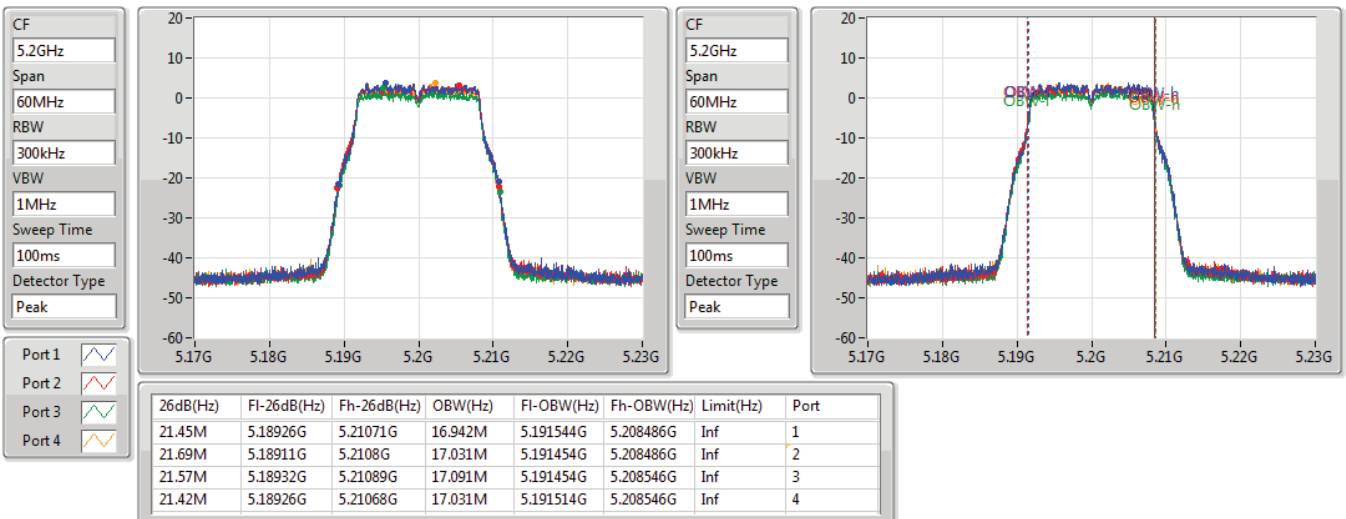 CF
5.2GHz
Span
60MHz
RBW
300kHz
VBW
1MHz
Sweep Time
100ms
Detector Type
Peak
20
10
0
-10
-20
-30
-40
-50
-60
5.17G 5.18G 5.19G 5.2G 5.21G 5.22G 5.23G
CF
5.2GHz
Span
60MHz
RBW
300kHz
VBW
1MHz
Sweep Time
100ms
Detector Type
Peak
20
10
0
-10
-20
-30
-40
-50
-60
OBW-l
OBW-h
5.17G 5.18G 5.19G 5.2G 5.21G 5.22G 5.23G
Port 1
Port 2
Port 3
Port 4
26dB(Hz) Fl-26dB(Hz) Fh-26dB(Hz) OBW(Hz) Fl-OBW(Hz) Fh-OBW(Hz) Limit(Hz) Port
21.45M 5.18926G 5.21071G 16.942M 5.191544G 5.208486G Inf 1
21.69M 5.18911G 5.2108G 17.031M 5.191454G 5.208486G Inf 2
21.57M 5.18932G 5.21089G 17.091M 5.191454G 5.208546G Inf 3
21.42M 5.18926G 5.21068G 17.031M 5.191514G 5.208546G Inf 4